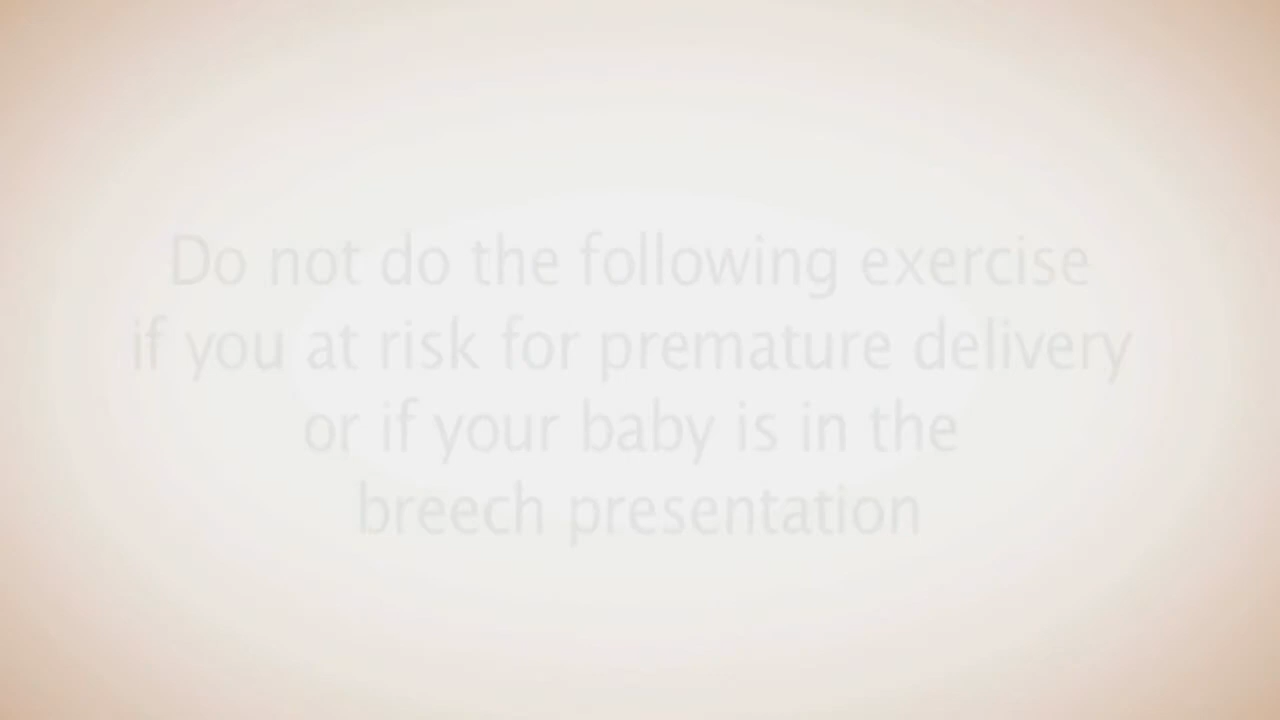 Do not do the following exercise
if you at risk for premature delivery
or if your baby is in the
breech presentation